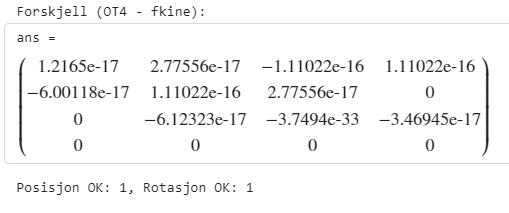 Forskjell (OT4 - fkine):
ans =
1.2165e-17 2.77556e-17 −1.11022e-16 1.11022e-16
−6.00118e-17 1.11022e-16 2.77556e-17 0
0 −6.12323e-17 −3.7494e-33 −3.46945e-17
0 0 0 0
Posisjon OK: 1, Rotasjon OK: 1